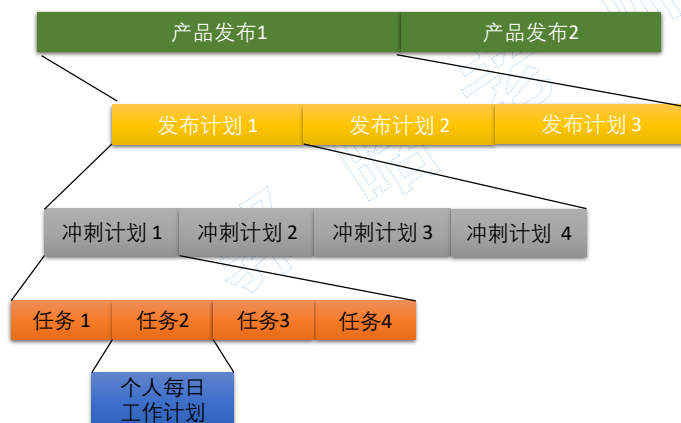 产品发布1 产品发布2
发布计划 1 发布计划 2 发布计划 3
冲刺计划 1 冲刺计划 2 冲刺计划 3 冲刺计划 4
任务 1 任务2 任务3 任务4
个人每日
工作计划